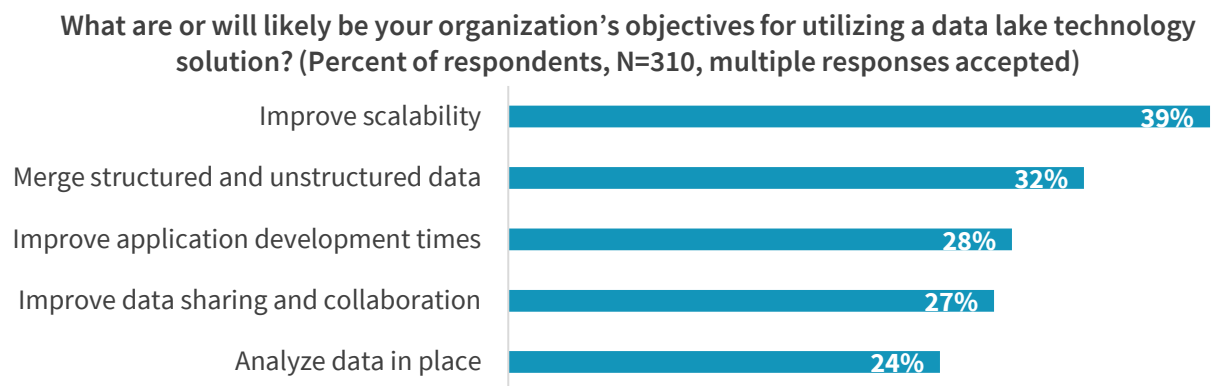 What are or will likely be your organization’s objectives for utilizing a data lake technology
solution? (Percent of respondents, N=310, multiple responses accepted)
Improve scalability 39%
Merge structured and unstructured data 32%
Improve application development times 28%
Improve data sharing and collaboration 27%
Analyze data in place 24%